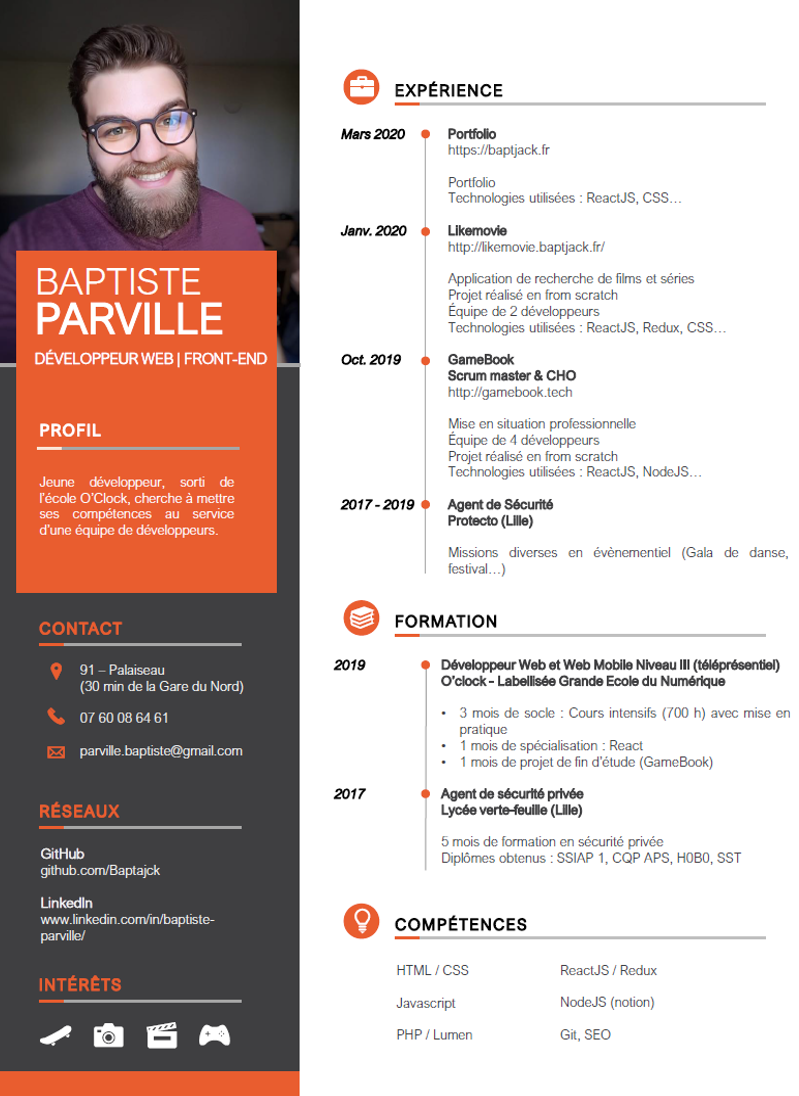 BAPTISTE
PARVILLE
DÉVELOPPEUR WEB | FRONT-END
PROFIL
Jeune développeur, sorti de
l'école O'Clock, cherche à mettre
ses compétences au service
d'une équipe de développeurs.
CONTACT
91 – Palaiseau
(30 min de la Gare du Nord)
07 60 08 64 61
parville.baptiste@gmail.com
RÉSEAUX
GitHub
github.com/Baptajck
LinkedIn
www.linkedin.com/in/baptiste-
parville/
INTÉRÊTS
EXPÉRIENCE
Mars 2020
Portfolio
https://baptjack.fr
Portfolio
Technologies utilisées : ReactJS, CSS…
Janv. 2020
Likemovie
http://likemovie.baptjack.fr/
Application de recherche de films et séries
Projet réalisé en from scratch
Équipe de 2 développeurs
Technologies utilisées : ReactJS, Redux, CSS…
Oct. 2019
GameBook
Scrum master & CHO
http://gamebook.tech
Mise en situation professionnelle
Équipe de 4 développeurs
Projet réalisé en from scratch
Technologies utilisées : ReactJS, NodeJS…
2017 - 2019
Agent de Sécurité
Protecto (Lille)
Missions diverses en évènementiel (Gala de danse,
festival…)
FORMATION
2019
Développeur Web et Web Mobile Niveau III (téléprésentiel)
O'clock - Labellisée Grande Ecole du Numérique
• 3 mois de socle : Cours intensifs (700 h) avec mise en
pratique
• 1 mois de spécialisation : React
• 1 mois de projet de fin d'étude (GameBook)
2017
Agent de sécurité privée
Lycée verte-feuille (Lille)
5 mois de formation en sécurité privée
Diplômes obtenus : SSIAP 1, CQP APS, H0B0, SST
COMPÉTENCES
HTML / CSS
ReactJS / Redux
Javascript
NodeJS (notion)
PHP / Lumen
Git, SEO